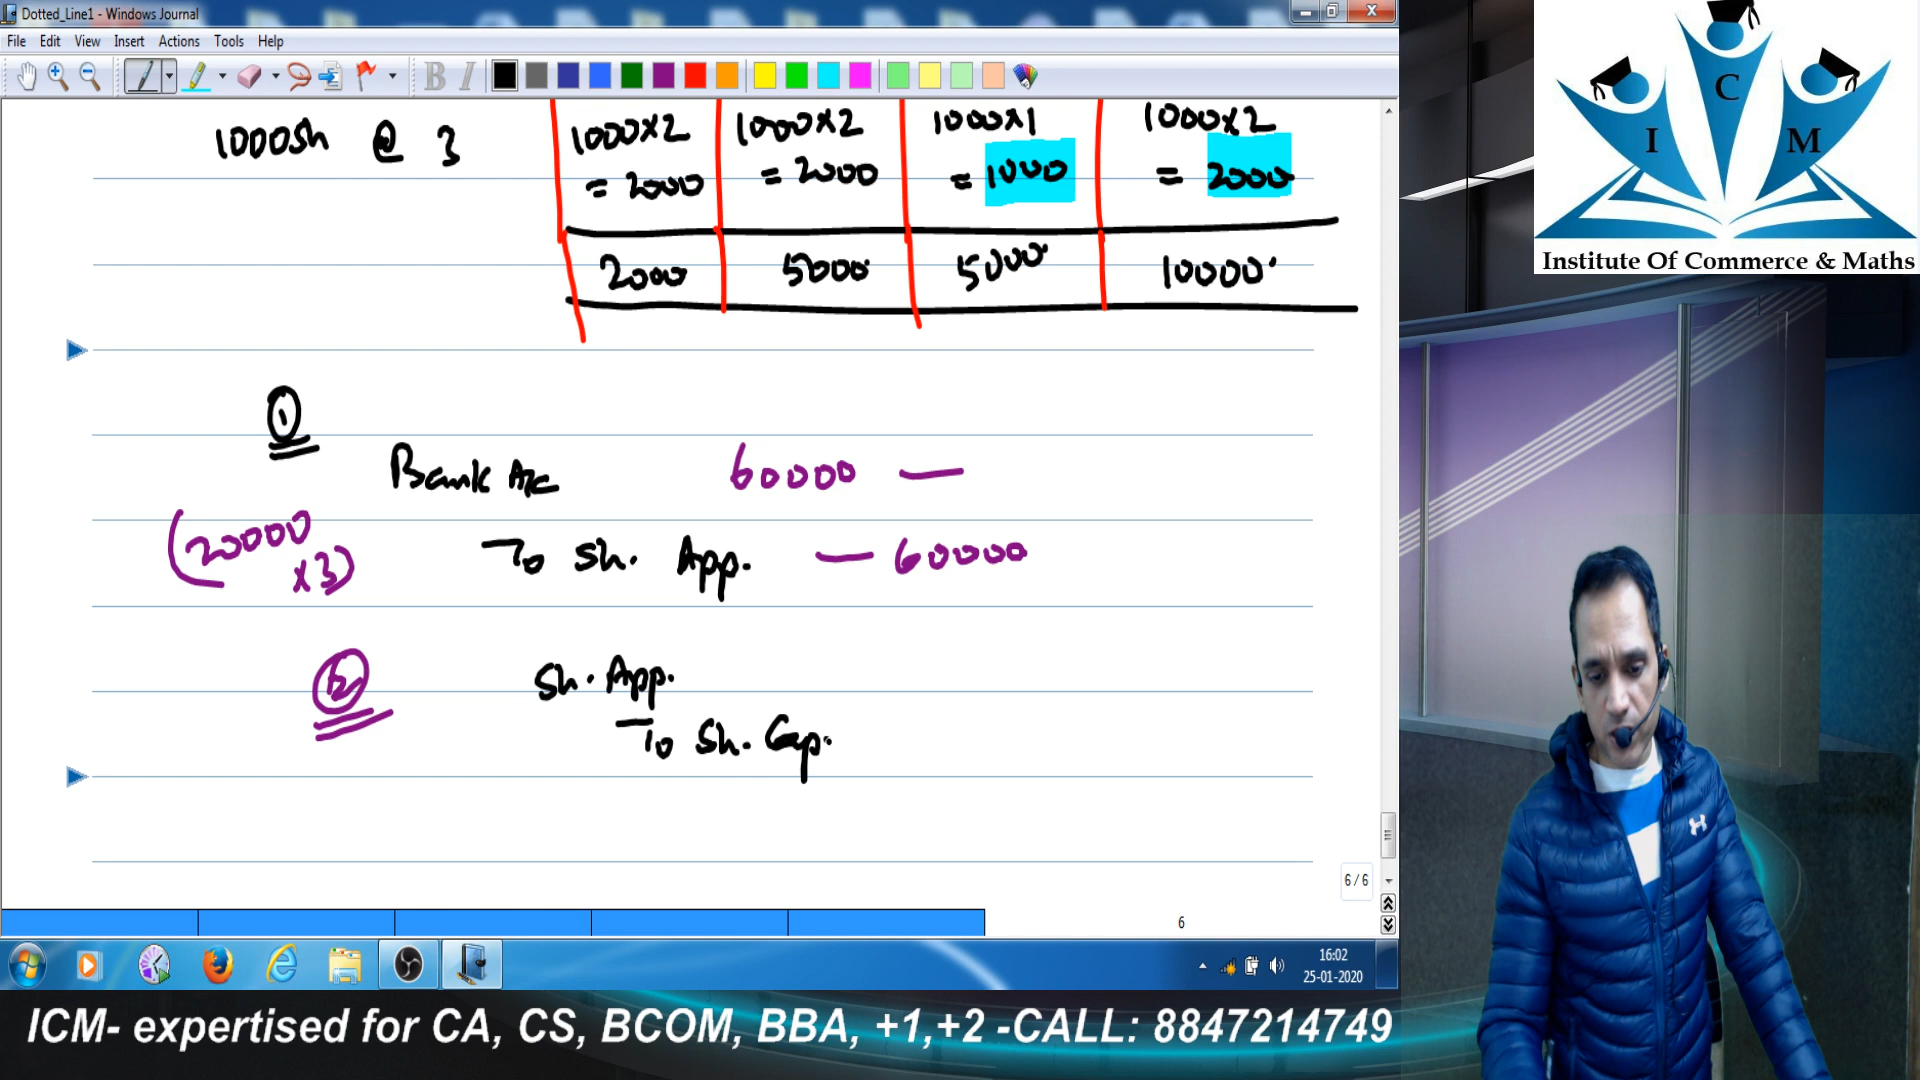 Dotted_Line1 - Windows Journal
File Edit View Insert Actions Tools Help
B I
1000sh @ 3
1000x2
= 2000
1000x2
= 2000
1000x1
= 1000
1000x2
= 2000
2000 5000 5000 10000
1
Bank A/c 60000 —
(20000
x3)
To Sh. App. — 60000
2
Sh. App.
To Sh. Cap.
6 / 6
6
16:02
25-01-2020
I C M
Institute Of Commerce & Maths
ICM- expertised for CA, CS, BCOM, BBA, +1,+2 -CALL: 8847214749